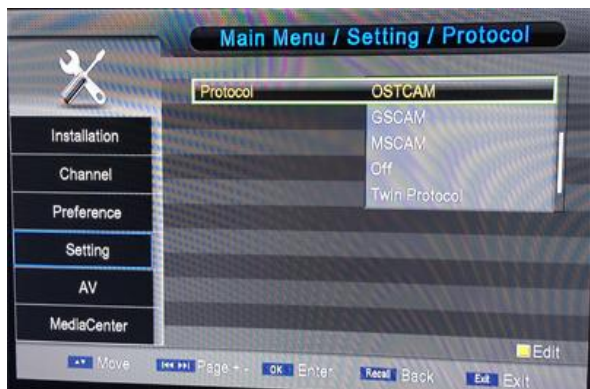 Main Menu / Setting / Protocol
Protocol OSTCAM
GSCAM
MSCAM
Off
Twin Protocol
Installation
Channel
Preference
Setting
AV
MediaCenter
Edit
Move Page + - OK Enter Recall Back Exit Exit